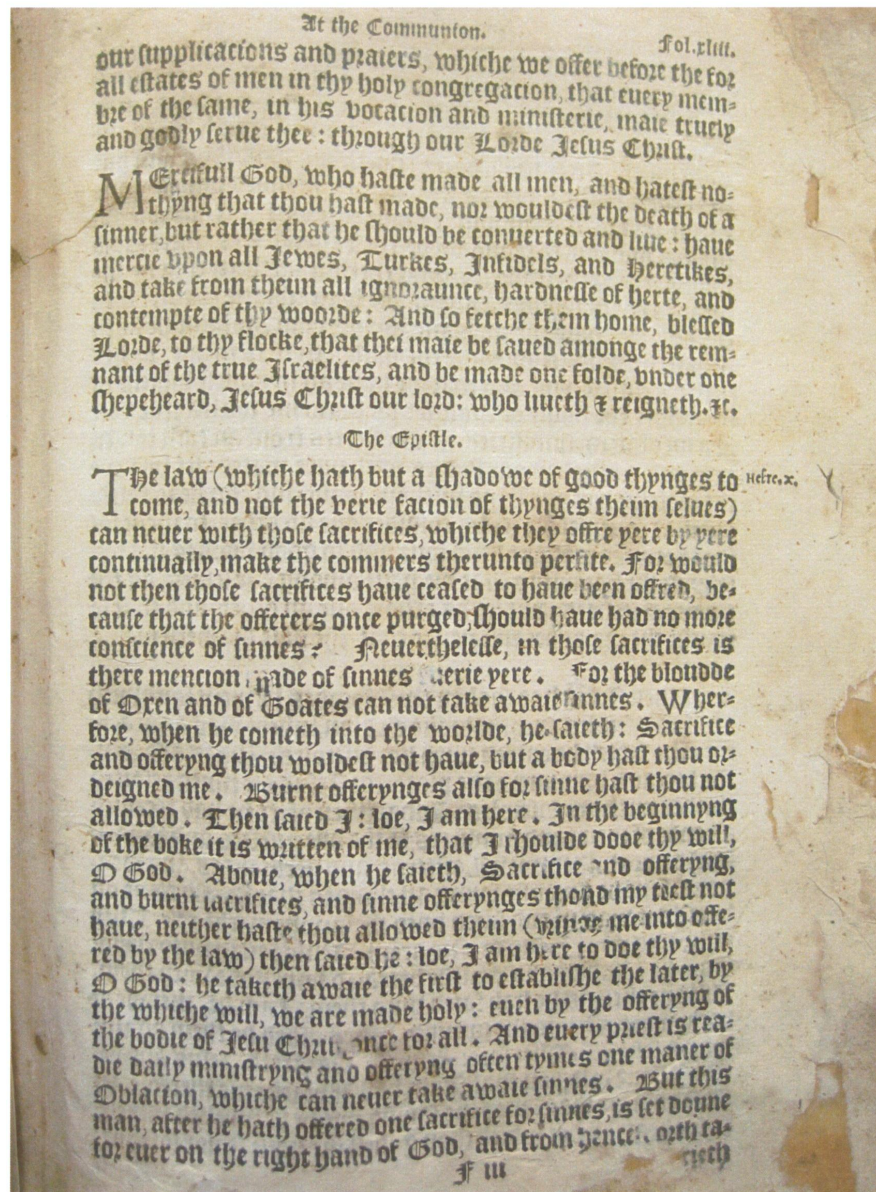 At the Communion.
Fol.xliii.
our supplicacions and praiers, whiche we offer before the for
all estates of men in thy holy congregacion, that euery mem-
bre of the same, in his vocacion and ministerie, maie truely
and godly serue thee : through our Lorde Jesus Christ.
MErcifull God, who haste made all men, and hatest no-
thyng that thou hast made, nor wouldest the death of a
sinner, but rather that he should be conuerted and liue : haue
mercie vpon all Jewes, Turkes, Infidels, and Heretikes,
and take from theim all ignoraunce, hardnesse of herte, and
contempte of thy woorde : And so fetche them home, blessed
Lorde, to thy flocke, that thei maie be saued amonge the rem-
nant of the true Israelites, and be made one folde, vnder one
shepeheard, Jesus Christ our lord: who liueth & reigneth.&c.
The Epistle.
THe law (whiche hath but a shadowe of good thynges to
Hebre.x.
come, and not the verie facion of thynges theim selues)
can neuer with those sacrifices, whiche they offre yere by yere
continually, make the commers therunto perfite. For would
not then those sacrifices haue ceased to haue been offred, be-
cause that the offerers once purged, should haue had no more
conscience of sinnes? Neuerthelesse, in those sacrifices is
there mencion made of sinnes yere. For the bloudde
of Oxen and of Goates can not take awaie sinnes. Wher-
fore, when he cometh into the worlde, he saieth : Sacrifice
and offeryng thou woldest not haue, but a body hast thou or-
deigned me. Burnt offerynges also for sinne hast thou not
allowed. Then saied I : loe, I am here. In the beginnyng
of the boke it is written of me, that I shoulde dooe thy will,
O God. Aboue, when he saieth, Sacrifice and offeryng,
and burnt sacrifices, and sinne offerynges not
haue, neither haste thou allowed theim ( me into offe-
red by the law) then saied he : loe, I am here to doe thy will,
O God : he taketh awaie the first to establishe the later, by
the whiche will, we are made holy : euen by the offeryng of
the bodie of Jesu Christ once for all. And euery priest is rea-
die daily ministryng and offeryng often tymes one maner of
Oblacion, whiche can neuer take awaie sinnes. But this
man, after he hath offered one sacrifice for sinnes, is set doune
for euer on the right hand of God, and from hence forth ta-
F iii
rieth